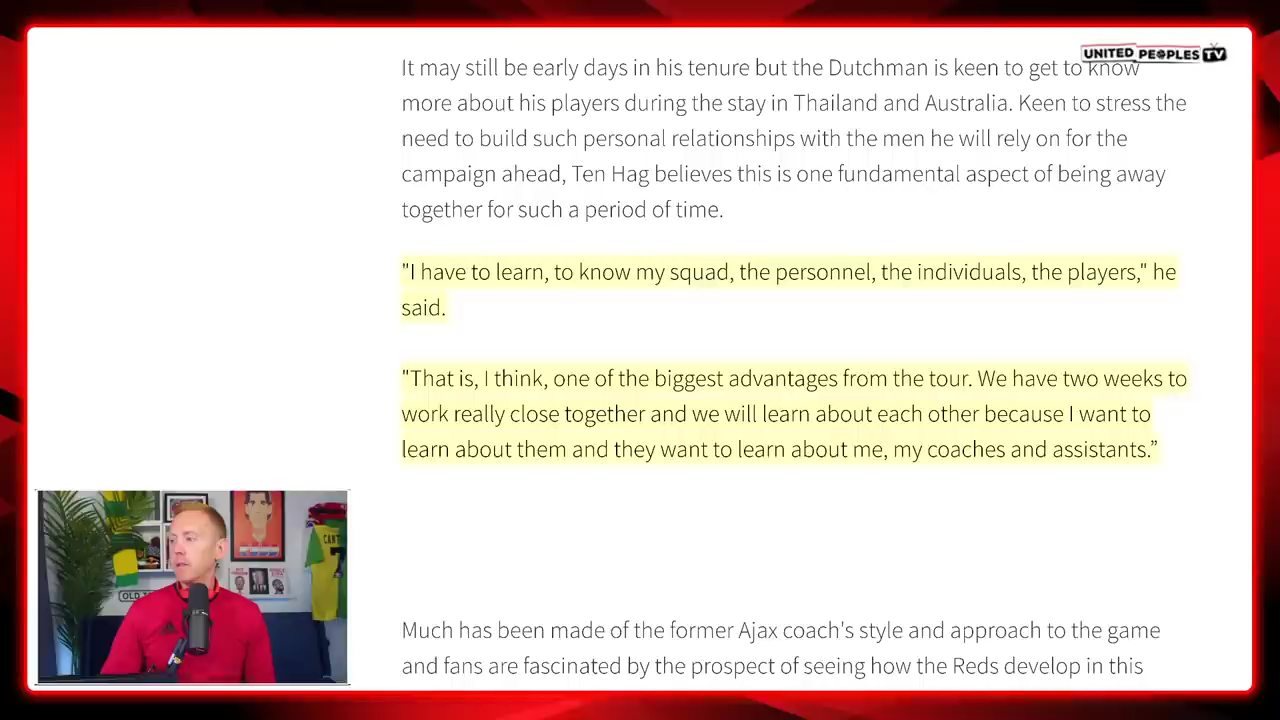 UNITED PEOPLES TV
It may still be early days in his tenure but the Dutchman is keen to get to know
more about his players during the stay in Thailand and Australia. Keen to stress the
need to build such personal relationships with the men he will rely on for the
campaign ahead, Ten Hag believes this is one fundamental aspect of being away
together for such a period of time.
"I have to learn, to know my squad, the personnel, the individuals, the players," he
said.
"That is, I think, one of the biggest advantages from the tour. We have two weeks to
work really close together and we will learn about each other because I want to
learn about them and they want to learn about me, my coaches and assistants.”
Much has been made of the former Ajax coach's style and approach to the game
and fans are fascinated by the prospect of seeing how the Reds develop in this
CANT
7
OLD